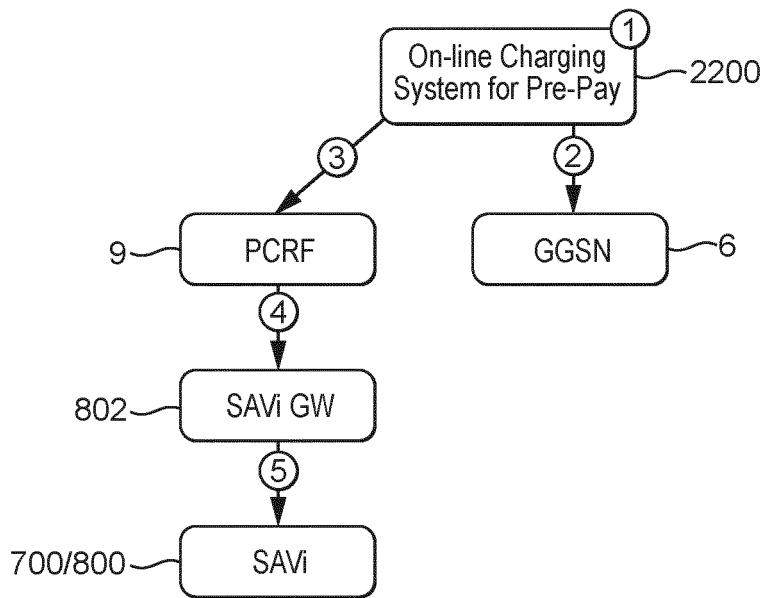 1
On-line Charging
System for Pre-Pay
2200
3
2
9
PCRF
GGSN
6
4
802
SAVi GW
5
700/800
SAVi